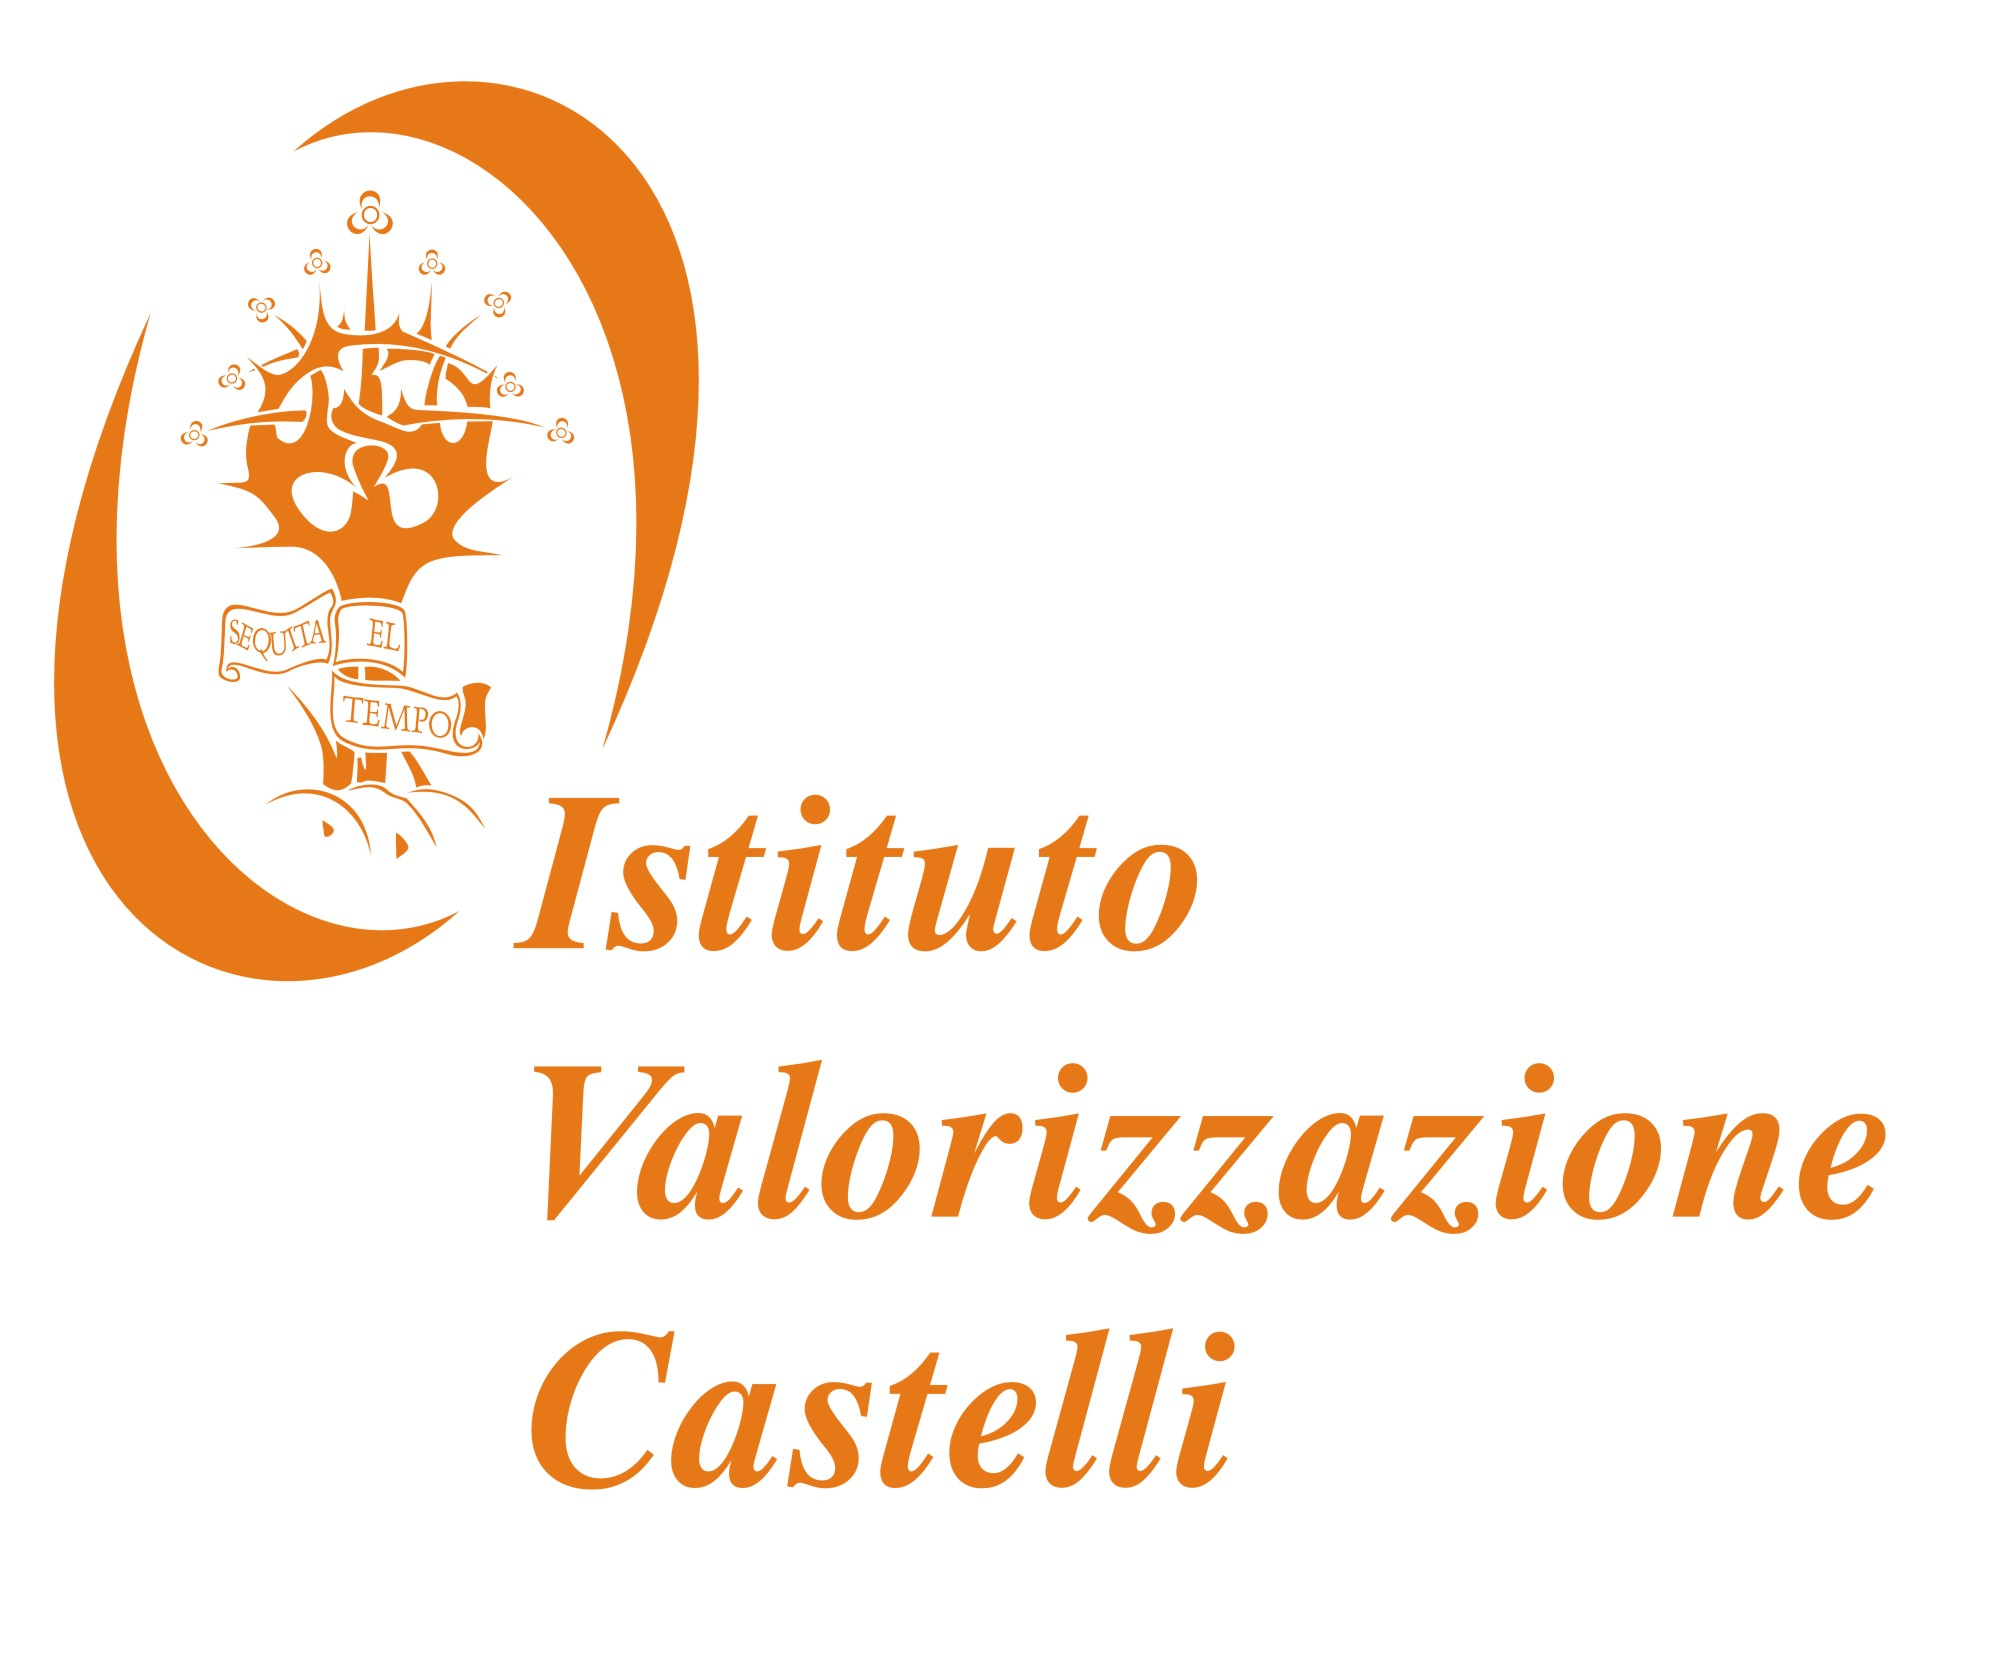 SEQUITA EL
TEMPO
Istituto
Valorizzazione
Castelli